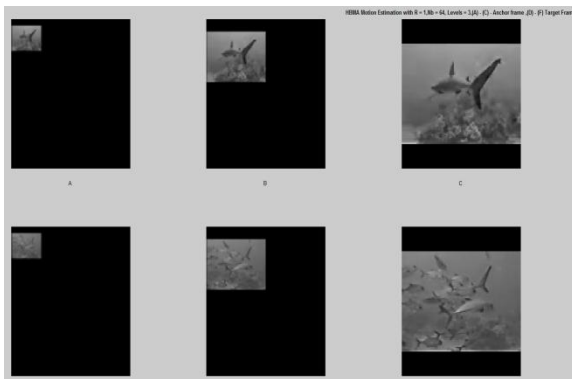 HBMA Motion Estimation with R = 1,Nb = 64, Levels = 3,(A) - (C) - Anchor frame ,(D) - (F) Target Fram
A
B
C